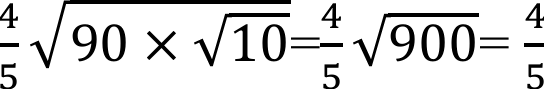 4/5 √(90 × √10)=4/5 √900= 4/5